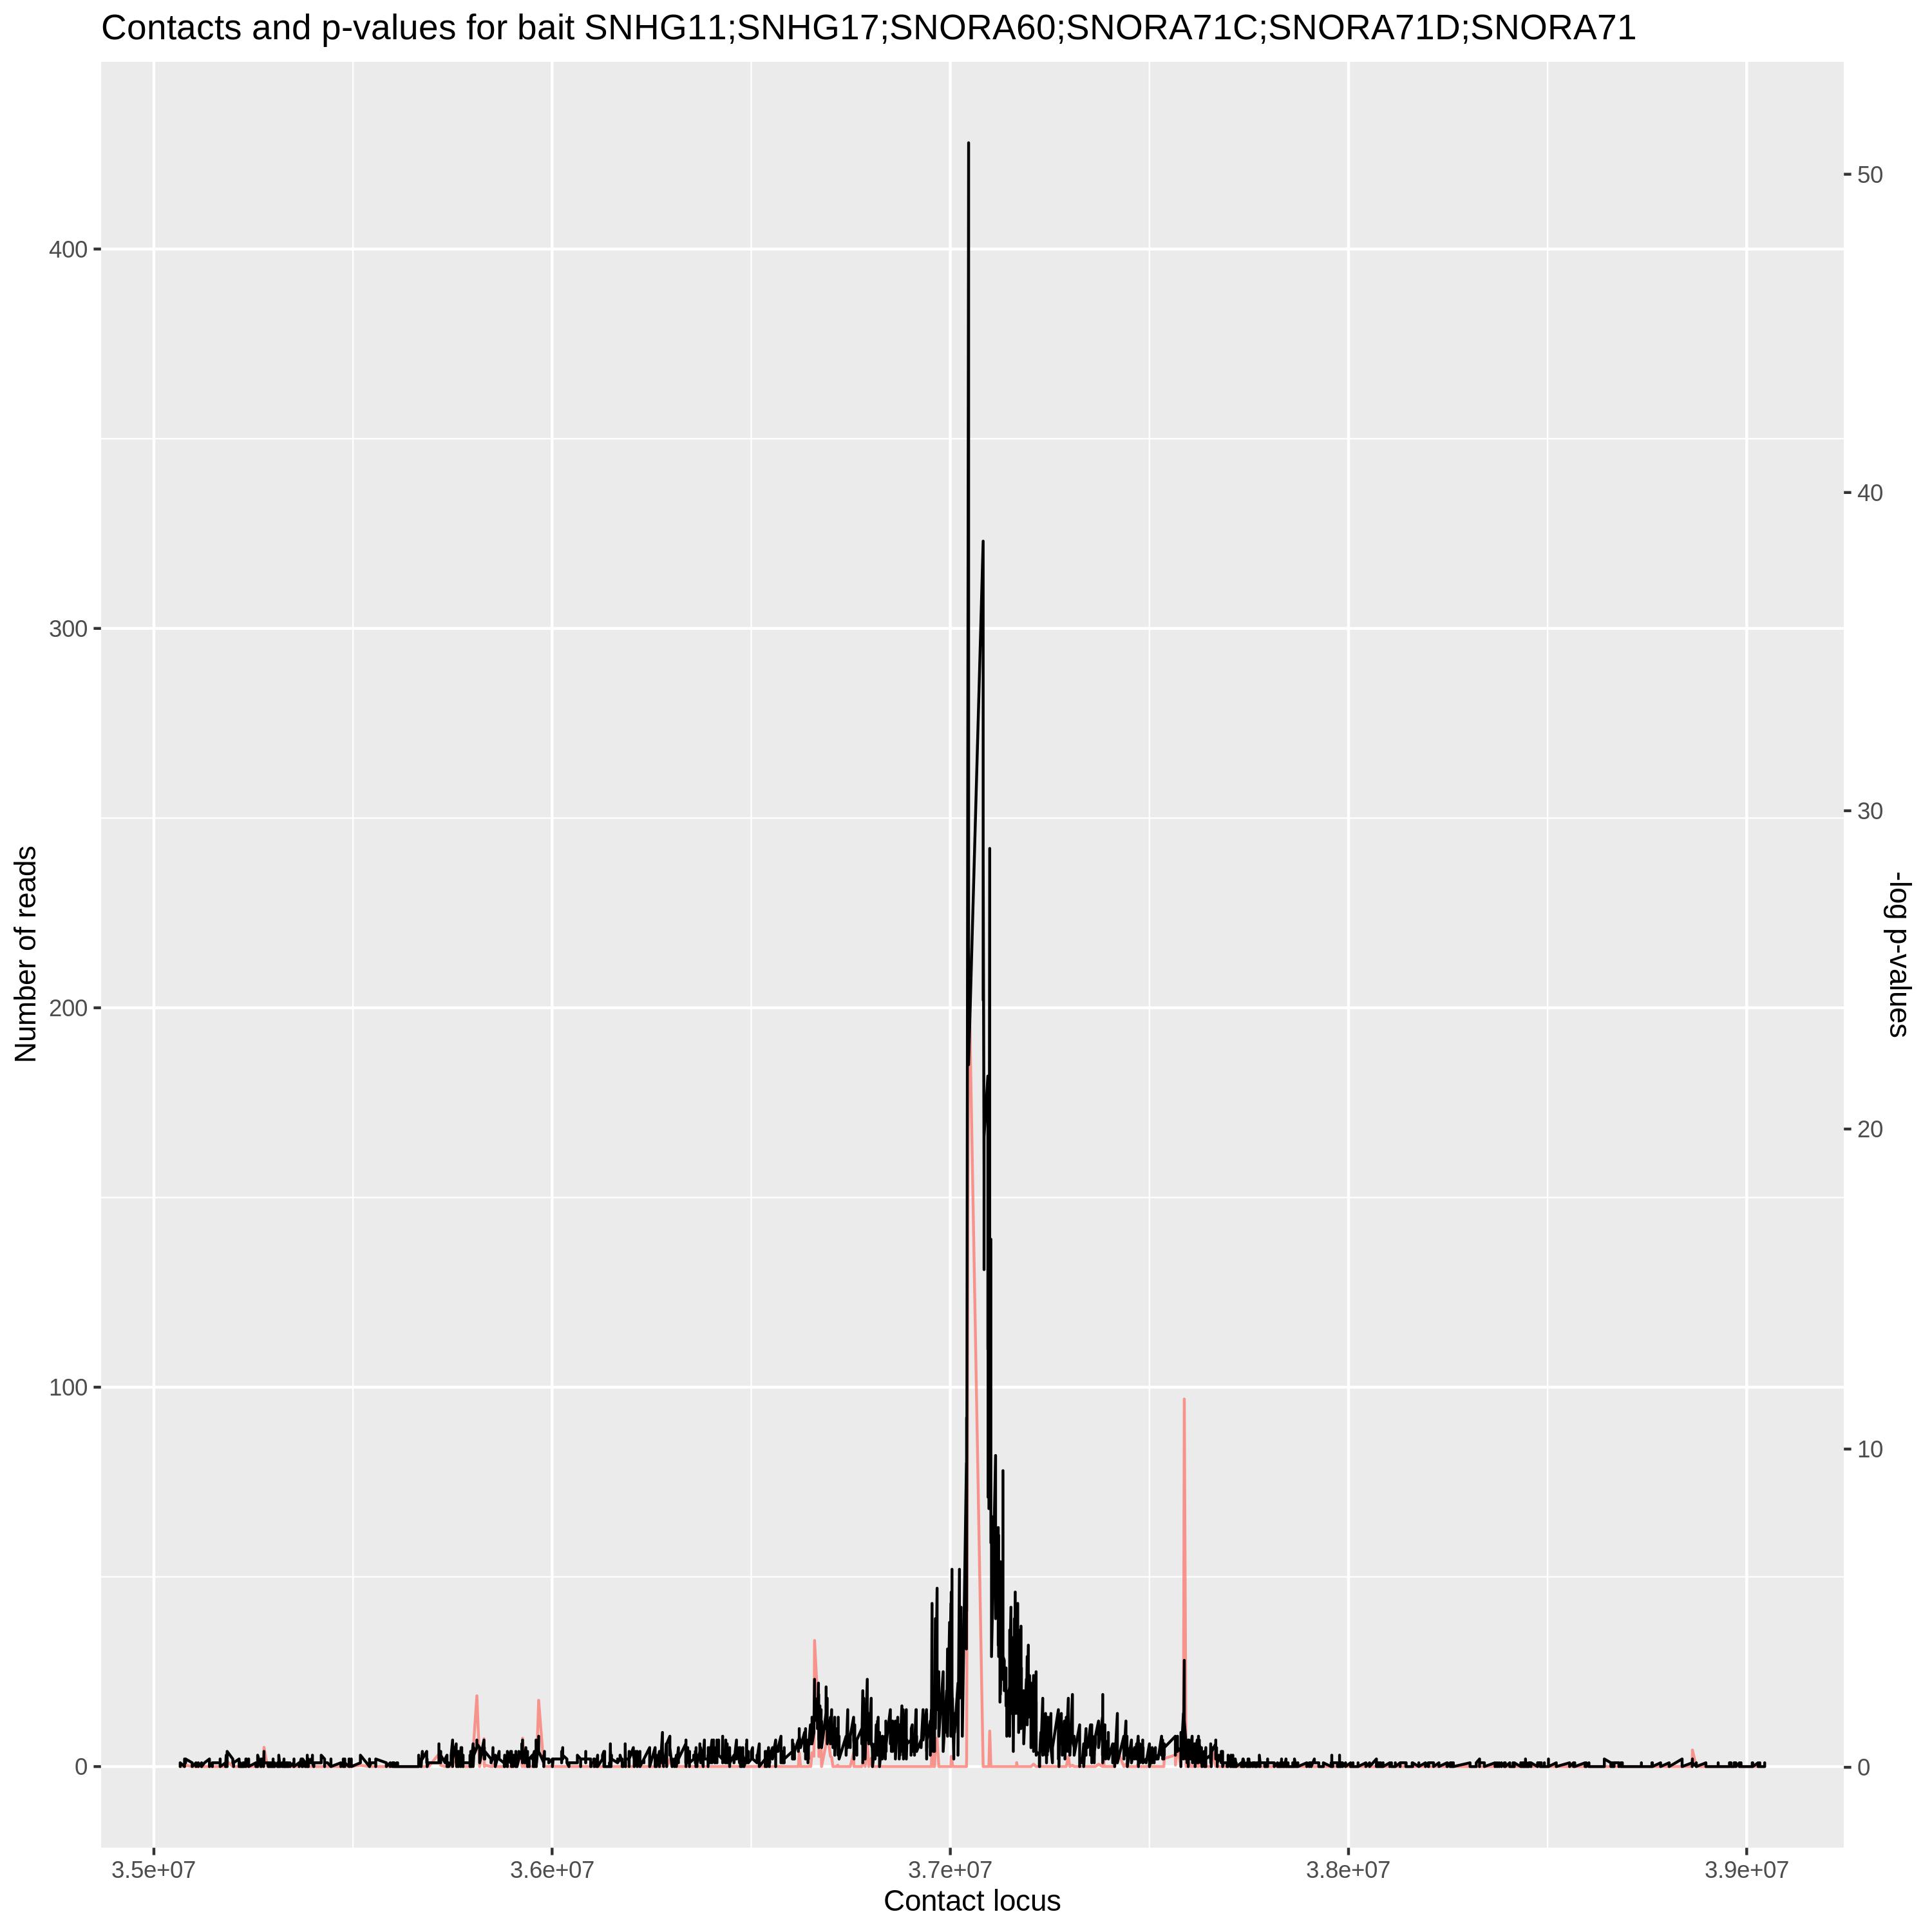 Contacts and p-values for bait SNHG11;SNHG17;SNORA60;SNORA71C;SNORA71D;SNORA71
400
300
200
100
0
Number of reads
50
40
30
20
10
0
-log p-values
3.5e+07 3.6e+07 3.7e+07 3.8e+07 3.9e+07
Contact locus